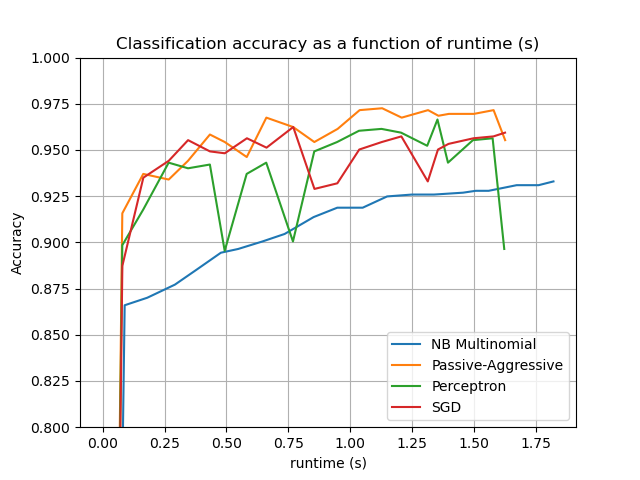 Classification accuracy as a function of runtime (s)
1.000
0.975
0.950
0.925
0.900
0.875
0.850
0.825
0.800
Accuracy
NB Multinomial
Passive-Aggressive
Perceptron
SGD
0.00 0.25 0.50 0.75 1.00 1.25 1.50 1.75
runtime (s)